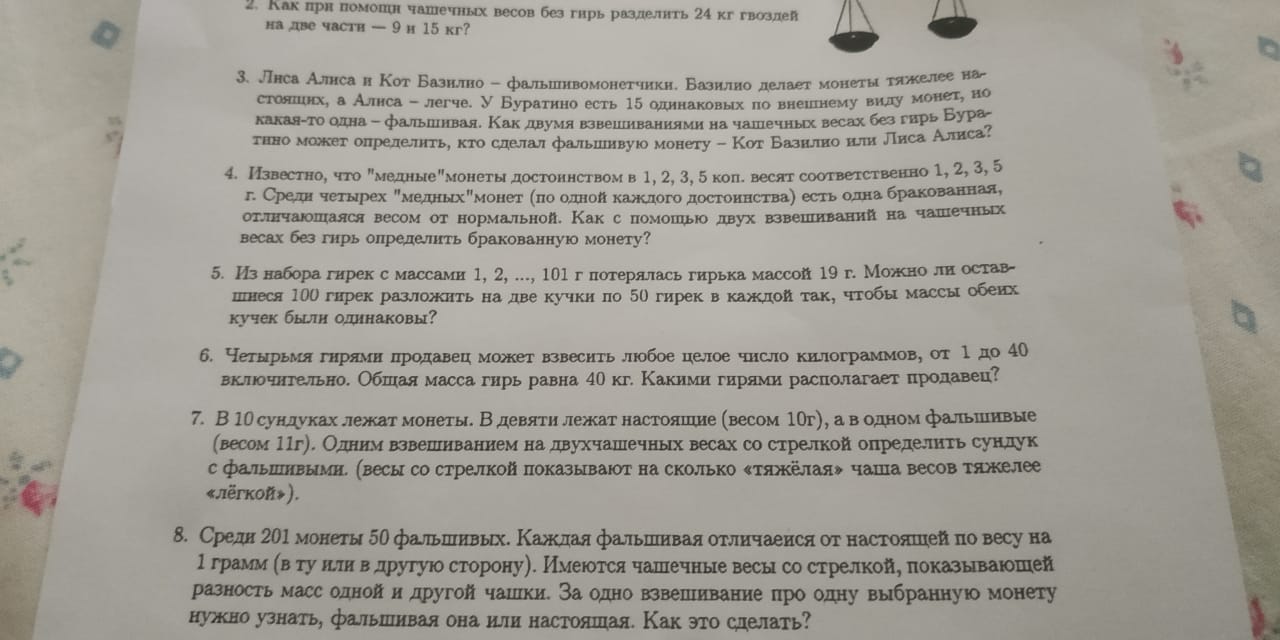 2. Как при помощи чашечных весов без гирь разделить 24 кг гвоздей
на две части — 9 и 15 кг?
3. Лиса Алиса и Кот Базилио – фальшивомонетчики. Базилио делает монеты тяжелее на-
стоящих, а Алиса – легче. У Буратино есть 15 одинаковых по внешнему виду монет, но
какая-то одна – фальшивая. Как двумя взвешиваниями на чашечных весах без гирь Бура-
тино может определить, кто сделал фальшивую монету – Кот Базилио или Лиса Алиса?
4. Известно, что "медные"монеты достоинством в 1, 2, 3, 5 коп. весят соответственно 1, 2, 3, 5
г. Среди четырех "медных"монет (по одной каждого достоинства) есть одна бракованная,
отличающаяся весом от нормальной. Как с помощью двух взвешиваний на чашечных
весах без гирь определить бракованную монету?
5. Из набора гирек с массами 1, 2, ..., 101 г потерялась гирька массой 19 г. Можно ли остав-
шиеся 100 гирек разложить на две кучки по 50 гирек в каждой так, чтобы массы обеих
кучек были одинаковы?
6. Четырьмя гирями продавец может взвесить любое целое число килограммов, от 1 до 40
включительно. Общая масса гирь равна 40 кг. Какими гирями располагает продавец?
7. В 10 сундуках лежат монеты. В девяти лежат настоящие (весом 10г), а в одном фальшивые
(весом 11г). Одним взвешиванием на двухчашечных весах со стрелкой определить сундук
с фальшивыми. (весы со стрелкой показывают на сколько «тяжёлая» чаша весов тяжелее
«лёгкой»).
8. Среди 201 монеты 50 фальшивых. Каждая фальшивая отличаеися от настоящей по весу на
1 грамм (в ту или в другую сторону). Имеются чашечные весы со стрелкой, показывающей
разность масс одной и другой чашки. За одно взвешивание про одну выбранную монету
нужно узнать, фальшивая она или настоящая. Как это сделать?